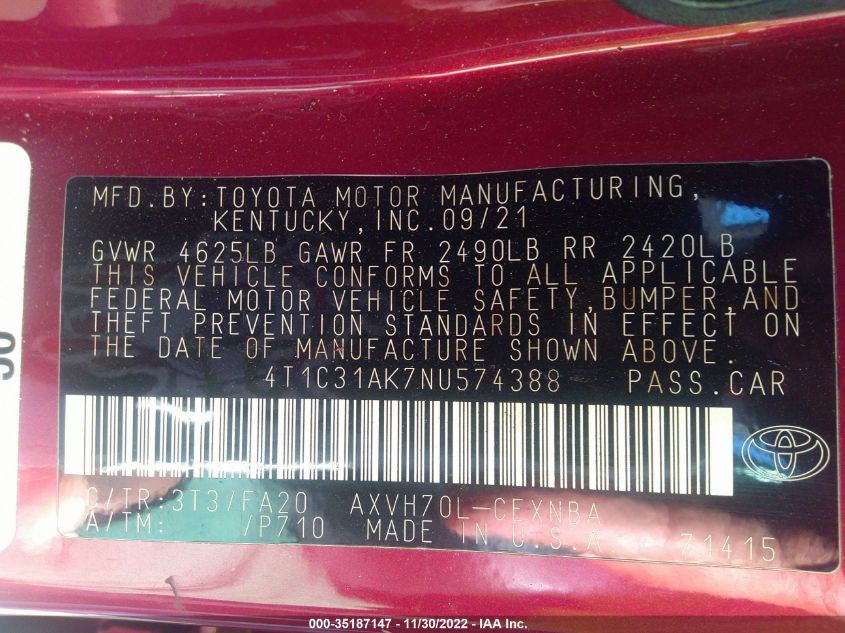 MFD.BY:TOYOTA MOTOR MANUFACTURING,
KENTUCKY,INC.09/21
GVWR 4625LB GAWR FR 2490LB RR 2420LB
THIS VEHICLE CONFORMS TO ALL APPLICABLE
FEDERAL MOTOR VEHICLE SAFETY,BUMPER,AND
THEFT PREVENTION STANDARDS IN EFFECT ON
THE DATE OF MANUFACTURE SHOWN ABOVE.
4T1C31AK7NU574388 PASS.CAR
C/TR:3T3/FA20 AXVH70L-CEXNBA
A/TM: /P710 MADE IN U.S.A. 71415
000-35187147 - 11/30/2022 - IAA Inc.